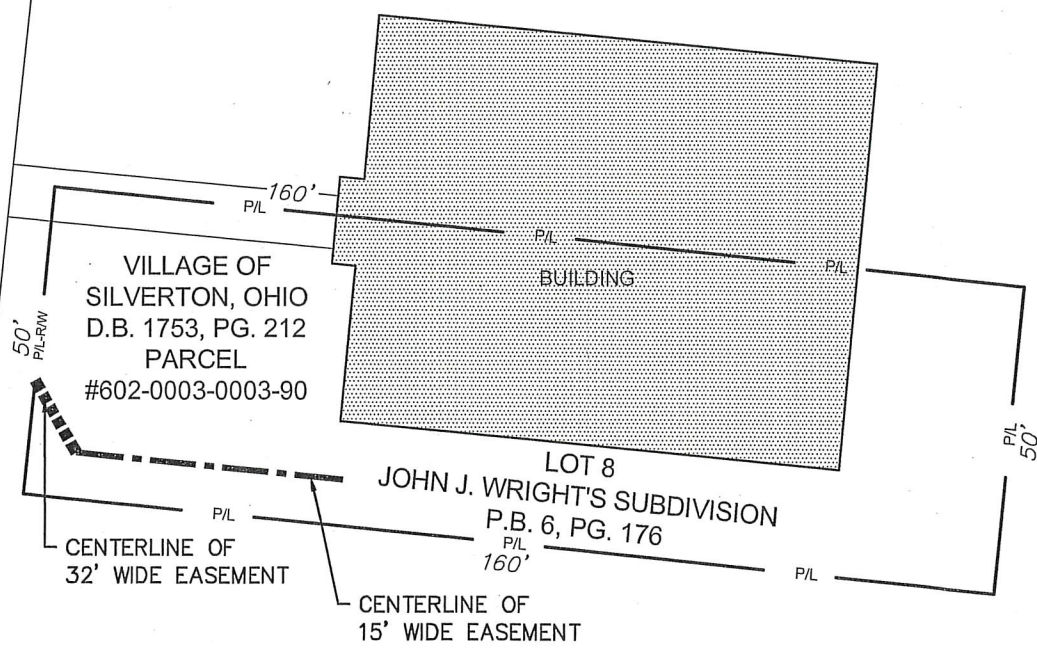 160'
P/L
P/L
P/L
BUILDING
VILLAGE OF
SILVERTON, OHIO
D.B. 1753, PG. 212
PARCEL
#602-0003-0003-90
50'
P/L-R/W
P/L
50'
LOT 8
JOHN J. WRIGHT'S SUBDIVISION
P.B. 6, PG. 176
P/L
P/L
160'
P/L
CENTERLINE OF
32' WIDE EASEMENT
CENTERLINE OF
15' WIDE EASEMENT